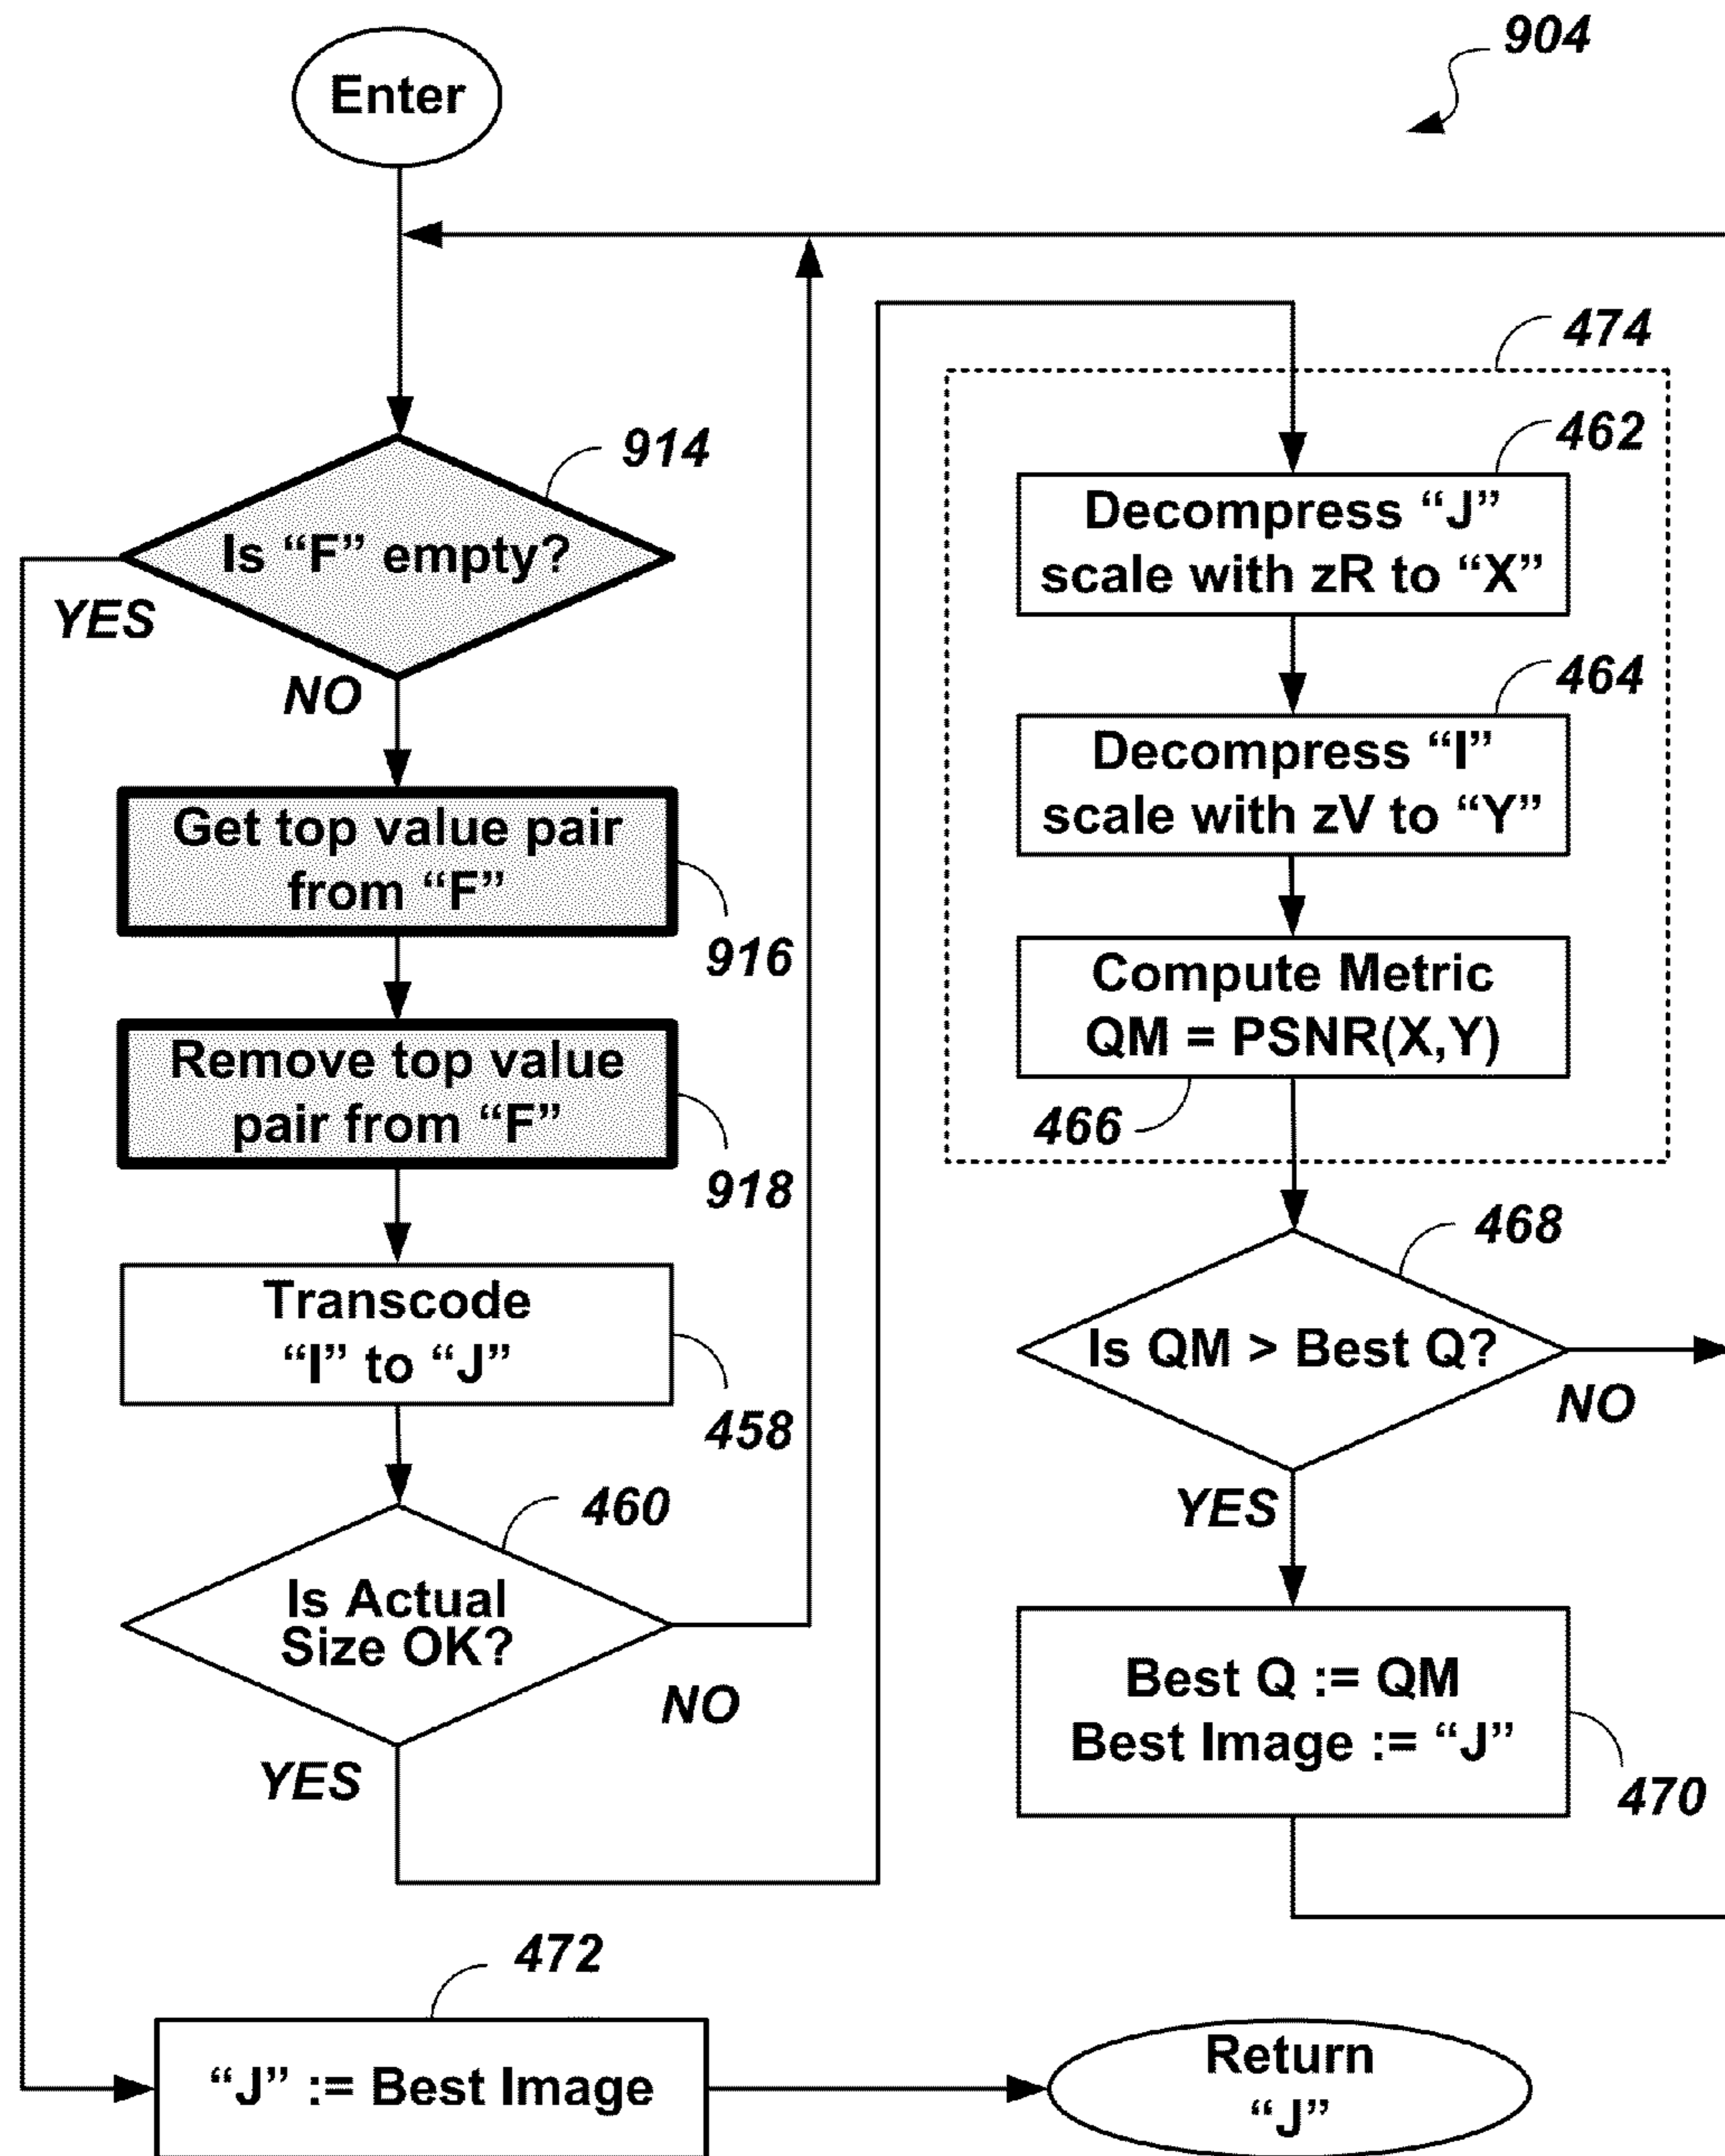 904
Enter
914
Is “F” empty?
YES
NO
Get top value pair
from “F”
916
Remove top value
pair from “F”
918
Transcode
“I” to “J”
458
460
Is Actual
Size OK?
NO
YES
474
462
Decompress “J”
scale with zR to “X”
464
Decompress “I”
scale with zV to “Y”
Compute Metric
QM = PSNR(X,Y)
466
468
Is QM > Best Q?
NO
YES
Best Q := QM
Best Image := “J”
470
472
“J” := Best Image
Return
“J”